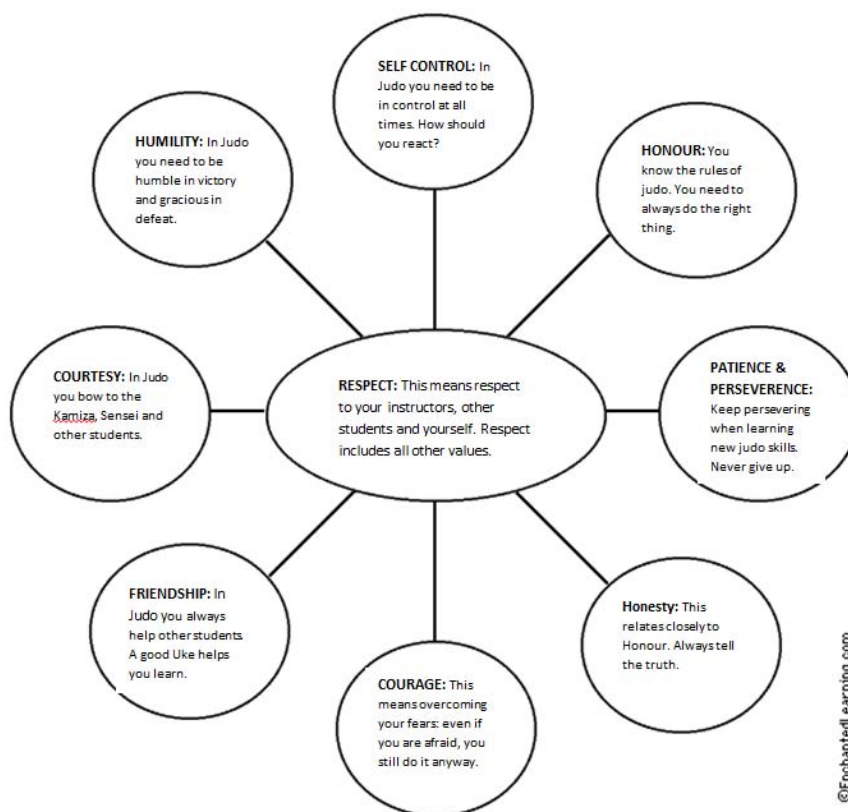 SELF CONTROL: In
Judo you need to be
in control at all
times. How should
you react?
HUMILITY: In Judo
you need to be
humble in victory
and gracious in
defeat.
HONOUR: You
know the rules of
judo. You need to
always do the right
thing.
COURTESY: In Judo
you bow to the
Kamiza, Sensei and
other students.
RESPECT: This means respect
to your instructors, other
students and yourself. Respect
includes all other values.
PATIENCE &
PERSEVERENCE:
Keep persevering
when learning
new judo skills.
Never give up.
FRIENDSHIP: In
Judo you always
help other students.
A good Uke helps
you learn.
COURAGE: This
means overcoming
your fears: even if
you are afraid, you
still do it anyway.
Honesty: This
relates closely to
Honour. Always tell
the truth.
©EnchantedLearning.com